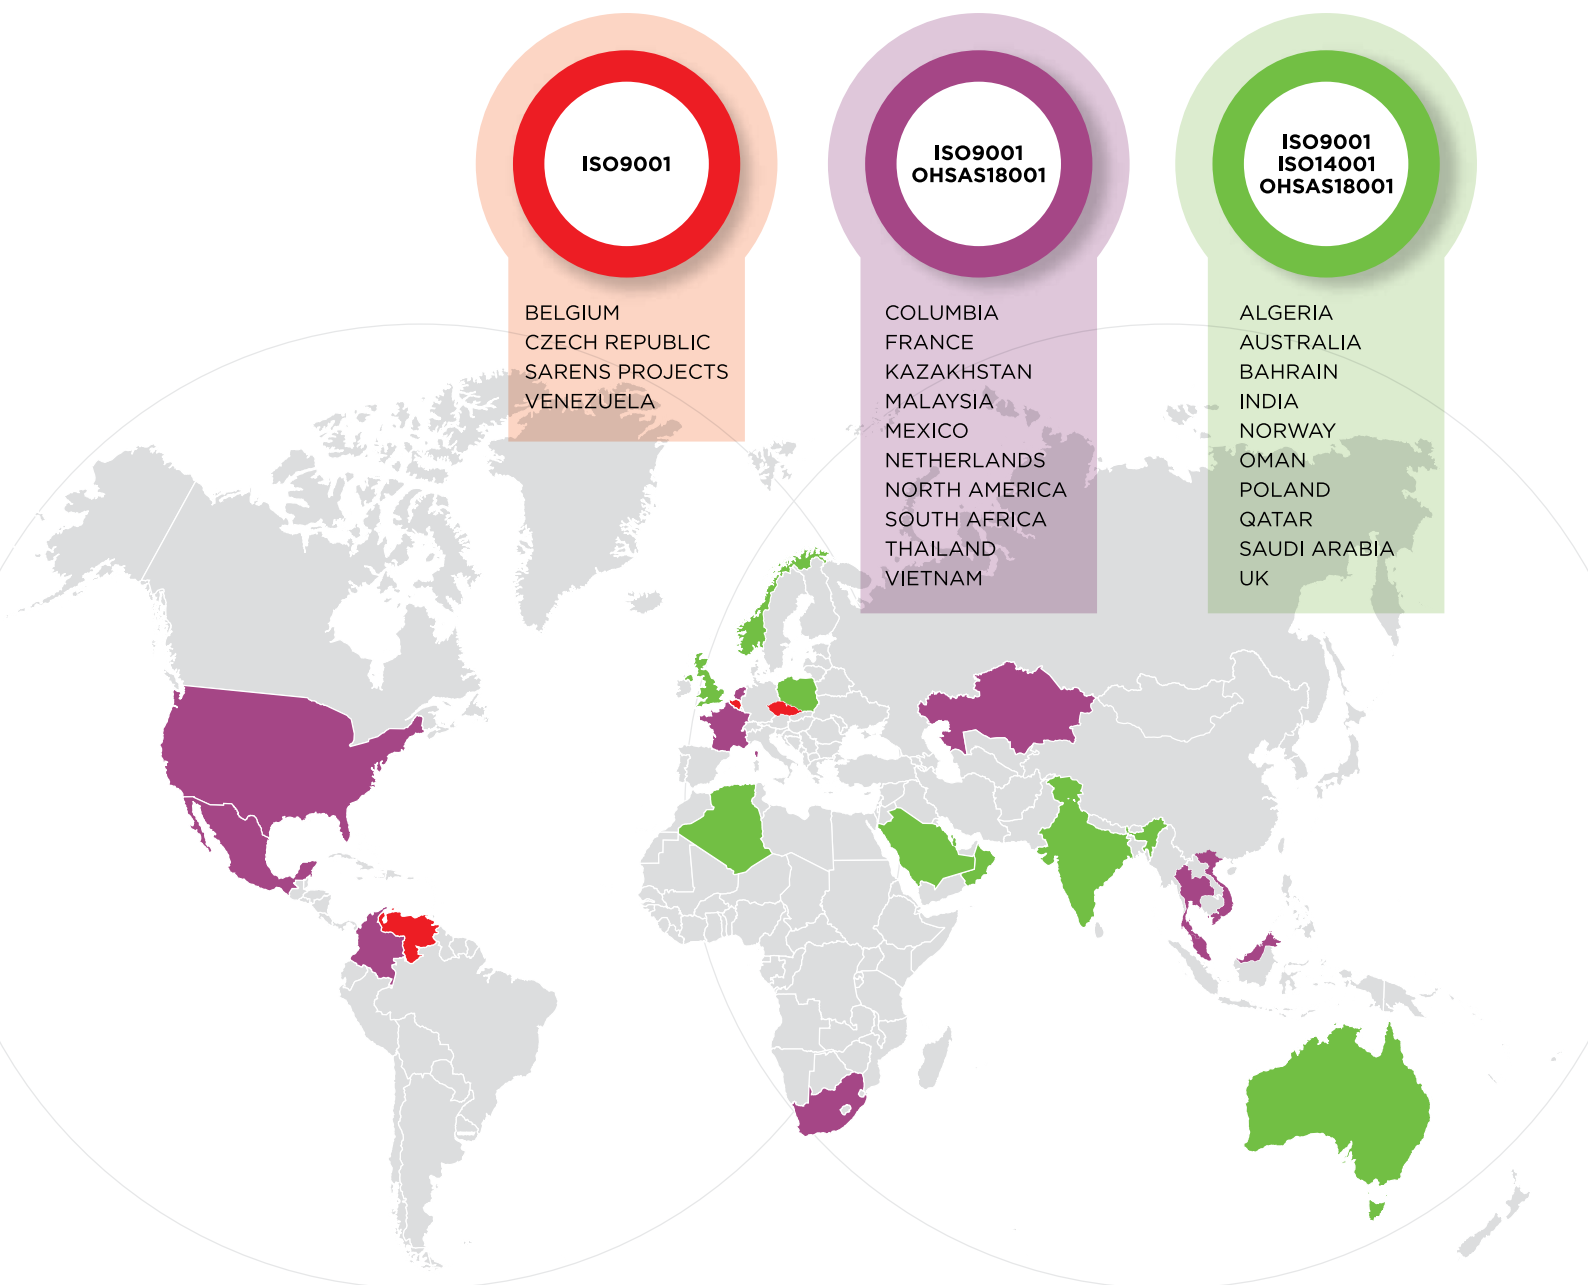 ISO9001
BELGIUM
CZECH REPUBLIC
SARENS PROJECTS
VENEZUELA
ISO9001
OHSAS18001
COLUMBIA
FRANCE
KAZAKHSTAN
MALAYSIA
MEXICO
NETHERLANDS
NORTH AMERICA
SOUTH AFRICA
THAILAND
VIETNAM
ISO9001
ISO14001
OHSAS18001
ALGERIA
AUSTRALIA
BAHRAIN
INDIA
NORWAY
OMAN
POLAND
QATAR
SAUDI ARABIA
UK